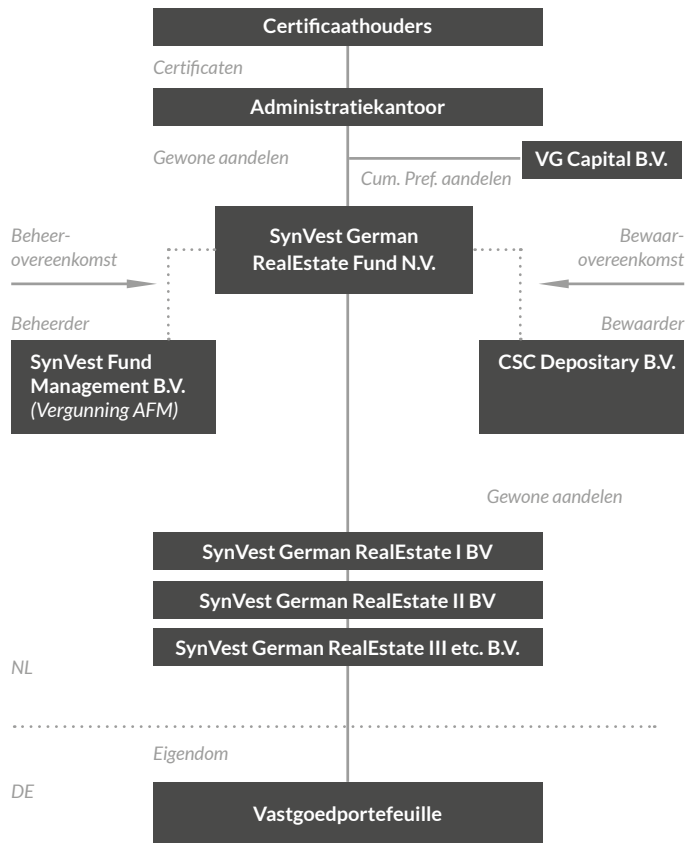 Certificaathouders
Certificaten
Administratiekantoor
Gewone aandelen
VG Capital B.V.
Cum. Pref. aandelen
SynVest German
RealEstate Fund N.V.
Beheer-
overeenkomst
Bewaar-
overeenkomst
Beheerder
Bewaarder
SynVest Fund
Management B.V.
(Vergunning AFM)
CSC Depositary B.V.
Gewone aandelen
SynVest German RealEstate I BV
SynVest German RealEstate II BV
SynVest German RealEstate III etc. B.V.
NL
Eigendom
DE
Vastgoedportefeuille